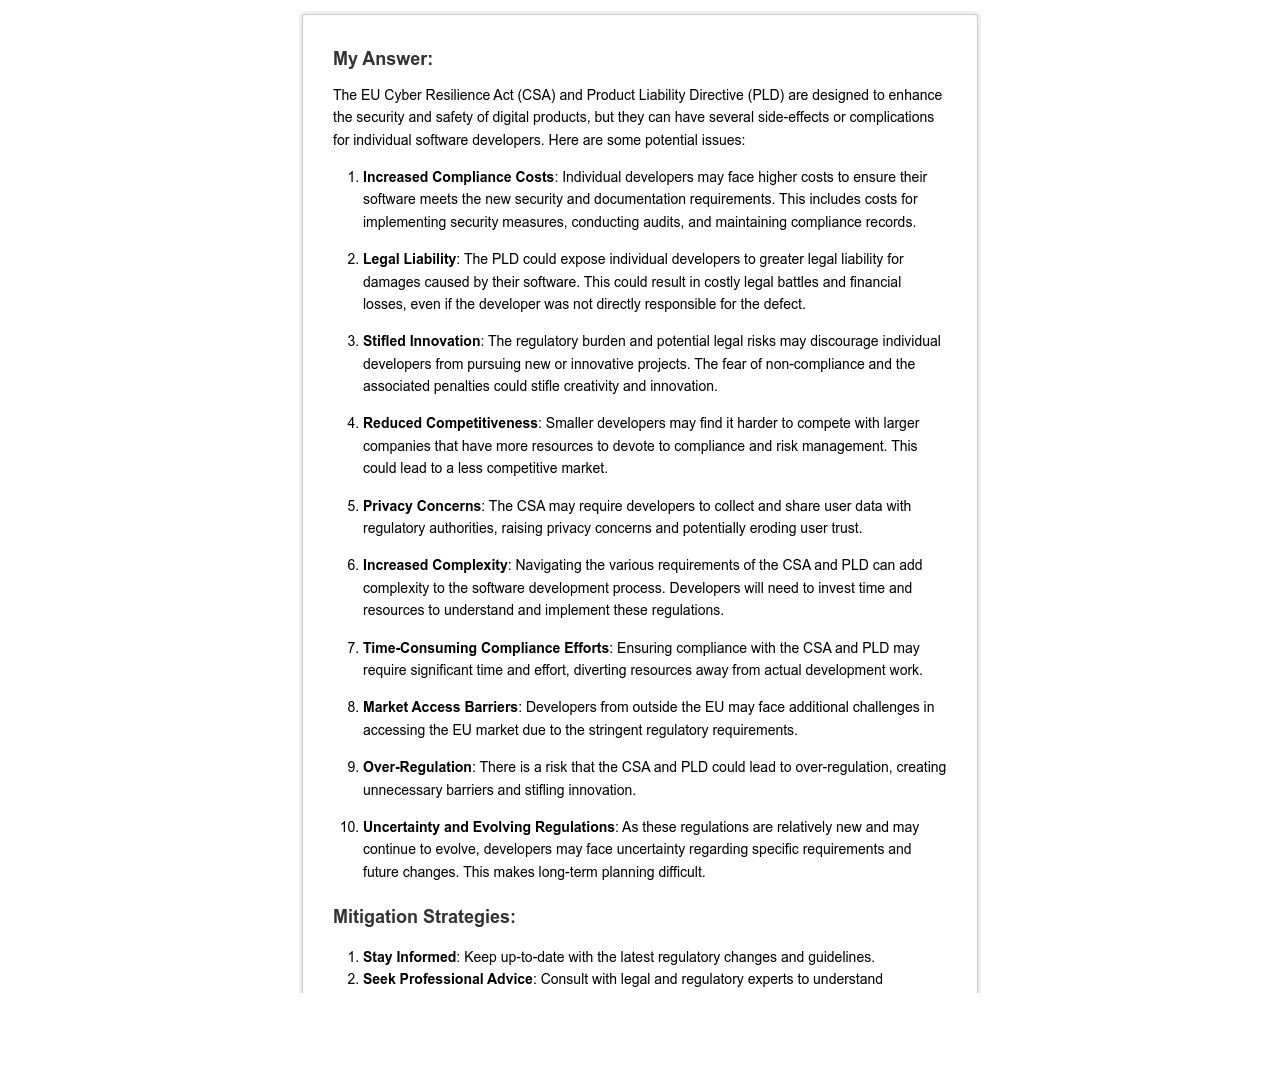 My Answer:
The EU Cyber Resilience Act (CSA) and Product Liability Directive (PLD) are designed to enhance
the security and safety of digital products, but they can have several side-effects or complications
for individual software developers. Here are some potential issues:
1. Increased Compliance Costs: Individual developers may face higher costs to ensure their
software meets the new security and documentation requirements. This includes costs for
implementing security measures, conducting audits, and maintaining compliance records.
2. Legal Liability: The PLD could expose individual developers to greater legal liability for
damages caused by their software. This could result in costly legal battles and financial
losses, even if the developer was not directly responsible for the defect.
3. Stifled Innovation: The regulatory burden and potential legal risks may discourage individual
developers from pursuing new or innovative projects. The fear of non-compliance and the
associated penalties could stifle creativity and innovation.
4. Reduced Competitiveness: Smaller developers may find it harder to compete with larger
companies that have more resources to devote to compliance and risk management. This
could lead to a less competitive market.
5. Privacy Concerns: The CSA may require developers to collect and share user data with
regulatory authorities, raising privacy concerns and potentially eroding user trust.
6. Increased Complexity: Navigating the various requirements of the CSA and PLD can add
complexity to the software development process. Developers will need to invest time and
resources to understand and implement these regulations.
7. Time-Consuming Compliance Efforts: Ensuring compliance with the CSA and PLD may
require significant time and effort, diverting resources away from actual development work.
8. Market Access Barriers: Developers from outside the EU may face additional challenges in
accessing the EU market due to the stringent regulatory requirements.
9. Over-Regulation: There is a risk that the CSA and PLD could lead to over-regulation, creating
unnecessary barriers and stifling innovation.
10. Uncertainty and Evolving Regulations: As these regulations are relatively new and may
continue to evolve, developers may face uncertainty regarding specific requirements and
future changes. This makes long-term planning difficult.
Mitigation Strategies:
1. Stay Informed: Keep up-to-date with the latest regulatory changes and guidelines.
2. Seek Professional Advice: Consult with legal and regulatory experts to understand